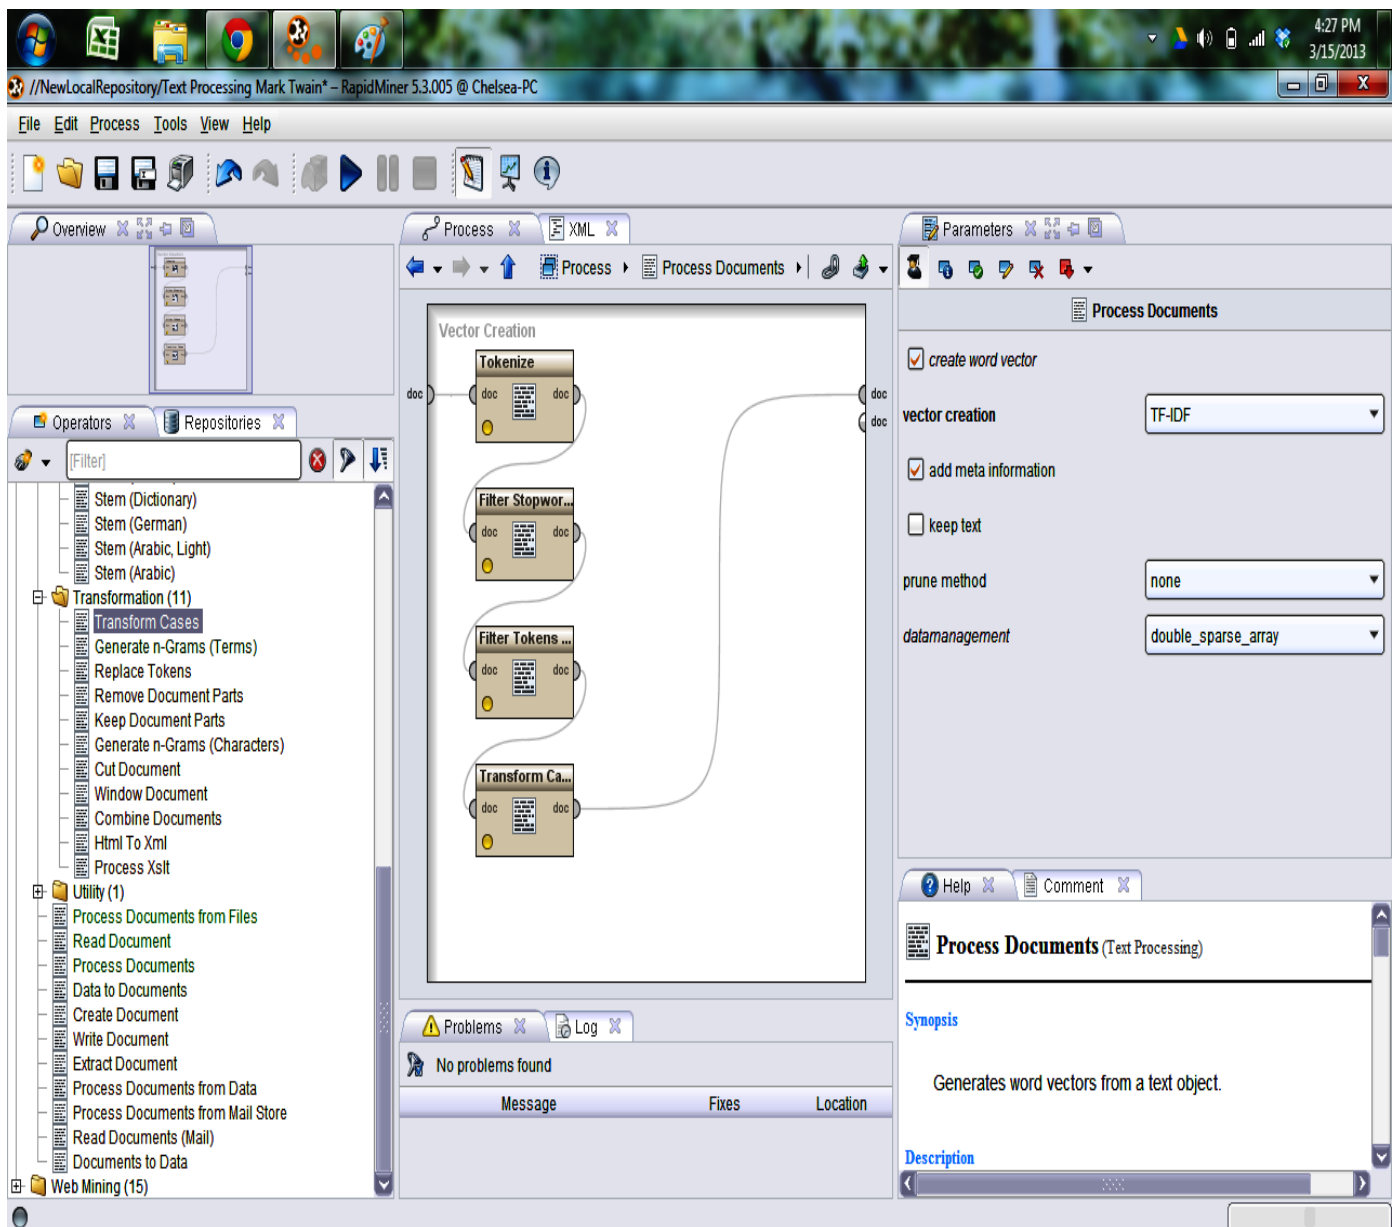 4:27 PM
3/15/2013
//NewLocalRepository/Text Processing Mark Twain* – RapidMiner 5.3.005 @ Chelsea-PC
File Edit Process Tools View Help
Overview
Operators
Repositories
[Filter]
Stem (Dictionary)
Stem (German)
Stem (Arabic, Light)
Stem (Arabic)
Transformation (11)
Transform Cases
Generate n-Grams (Terms)
Replace Tokens
Remove Document Parts
Keep Document Parts
Generate n-Grams (Characters)
Cut Document
Window Document
Combine Documents
Html To Xml
Process Xslt
Utility (1)
Process Documents from Files
Read Document
Process Documents
Data to Documents
Create Document
Write Document
Extract Document
Process Documents from Data
Process Documents from Mail Store
Read Documents (Mail)
Documents to Data
Web Mining (15)
Process
XML
Process
Process Documents
Vector Creation
Tokenize
doc
doc
doc
doc
doc
Filter Stopwor...
doc
doc
Filter Tokens ...
doc
doc
Transform Ca...
doc
doc
Problems
Log
No problems found
Message Fixes Location
Parameters
Process Documents
create word vector
vector creation TF-IDF
add meta information
keep text
prune method none
datamanagement double_sparse_array
Help
Comment
Process Documents (Text Processing)
Synopsis
Generates word vectors from a text object.
Description